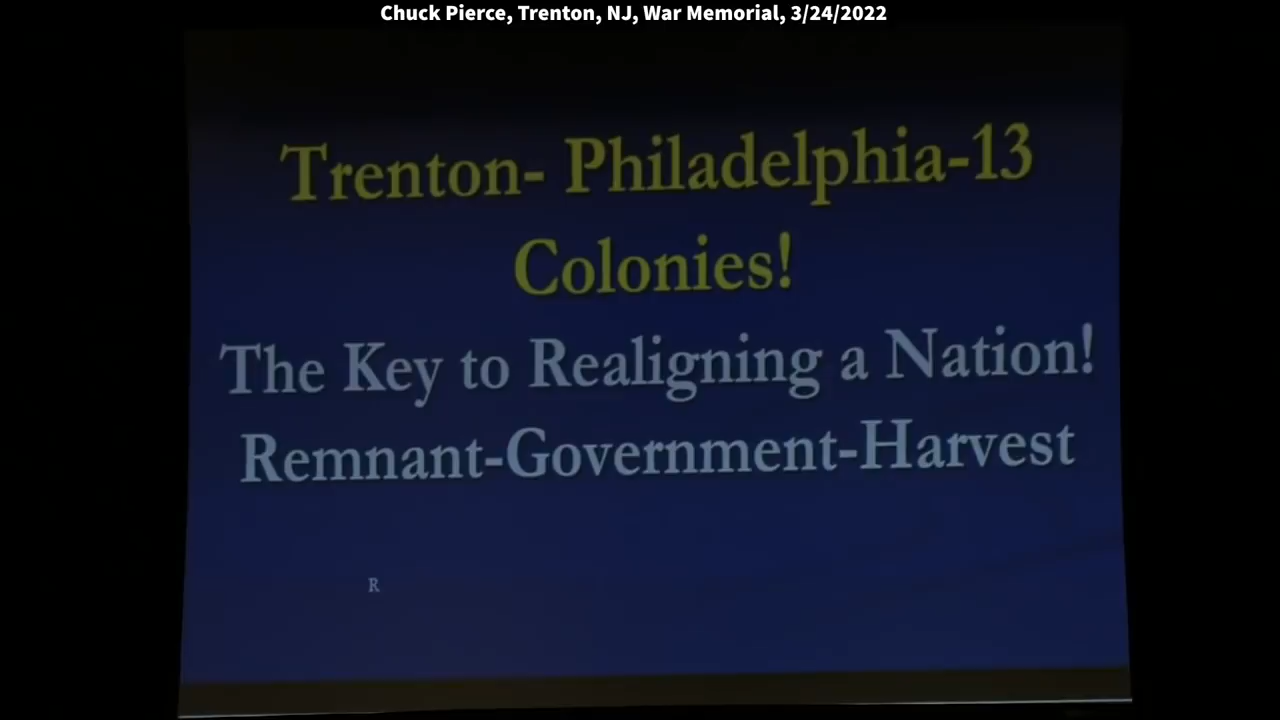 Chuck Pierce, Trenton, NJ, War Memorial, 3/24/2022
Trenton- Philadelphia-13
Colonies!
The Key to Realigning a Nation!
Remnant-Government-Harvest
R